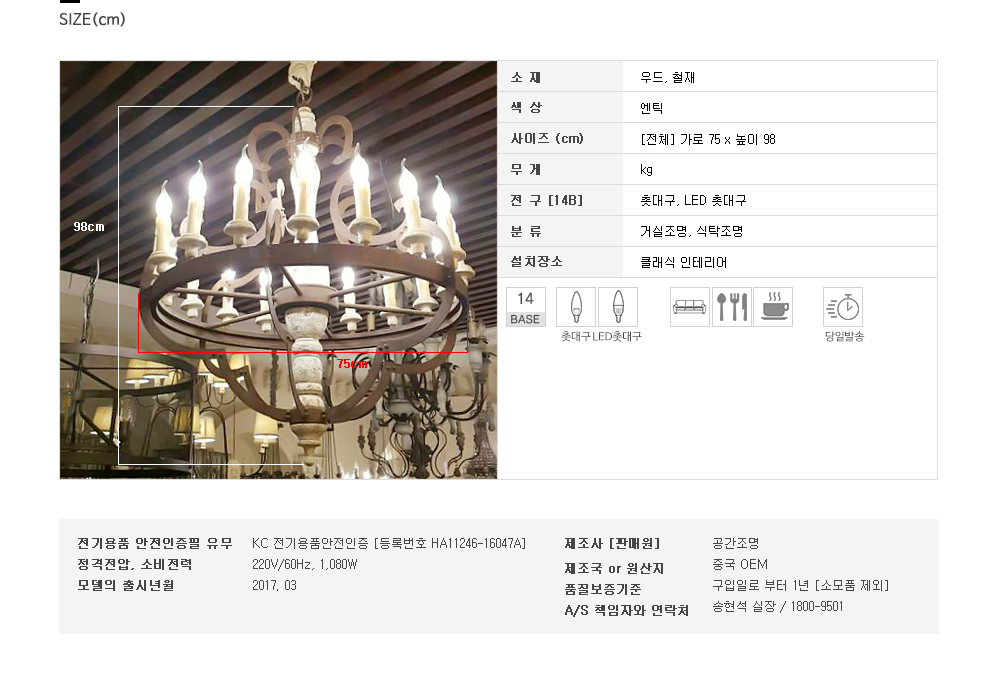 SIZE(cm)
98cm
75cm
소 재 우드, 철재
색 상 엔틱
사이즈 (cm) [전체] 가로 75 x 높이 98
무 게 kg
전 구 [14B] 촛대구, LED 촛대구
분 류 거실조명, 식탁조명
설치장소 클래식 인테리어
14
BASE
촛대구 LED촛대구 당일발송
전기용품 안전인증필 유무 KC 전기용품안전인증 [등록번호 HA11246-16047A]
정격전압, 소비전력 220V/60Hz, 1,080W
모델의 출시년월 2017, 03
제조사 [판매원] 공간조명
제조국 or 원산지 중국 OEM
품질보증기준 구입일로 부터 1년 [소모품 제외]
A/S 책임자와 연락처 송현석 실장 / 1800-9501